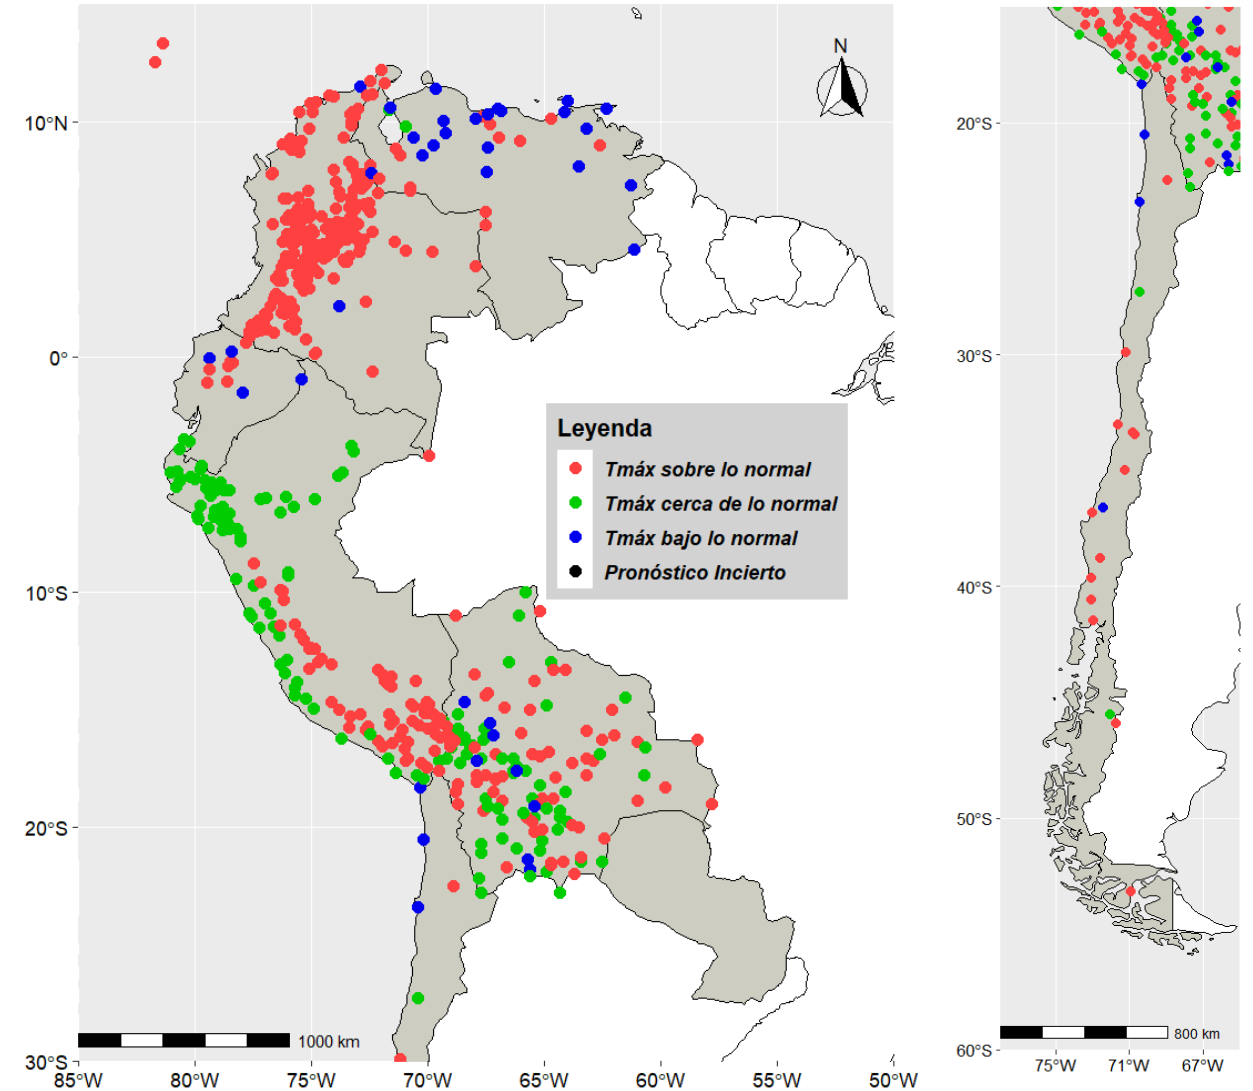 N
10°N
0°
10°S
20°S
30°S
85°W
80°W
75°W
70°W
65°W
60°W
55°W
50°W
1000 km
Leyenda
Tmáx sobre lo normal
Tmáx cerca de lo normal
Tmáx bajo lo normal
Pronóstico Incierto
20°S
30°S
40°S
50°S
60°S
75°W
71°W
67°W
800 km